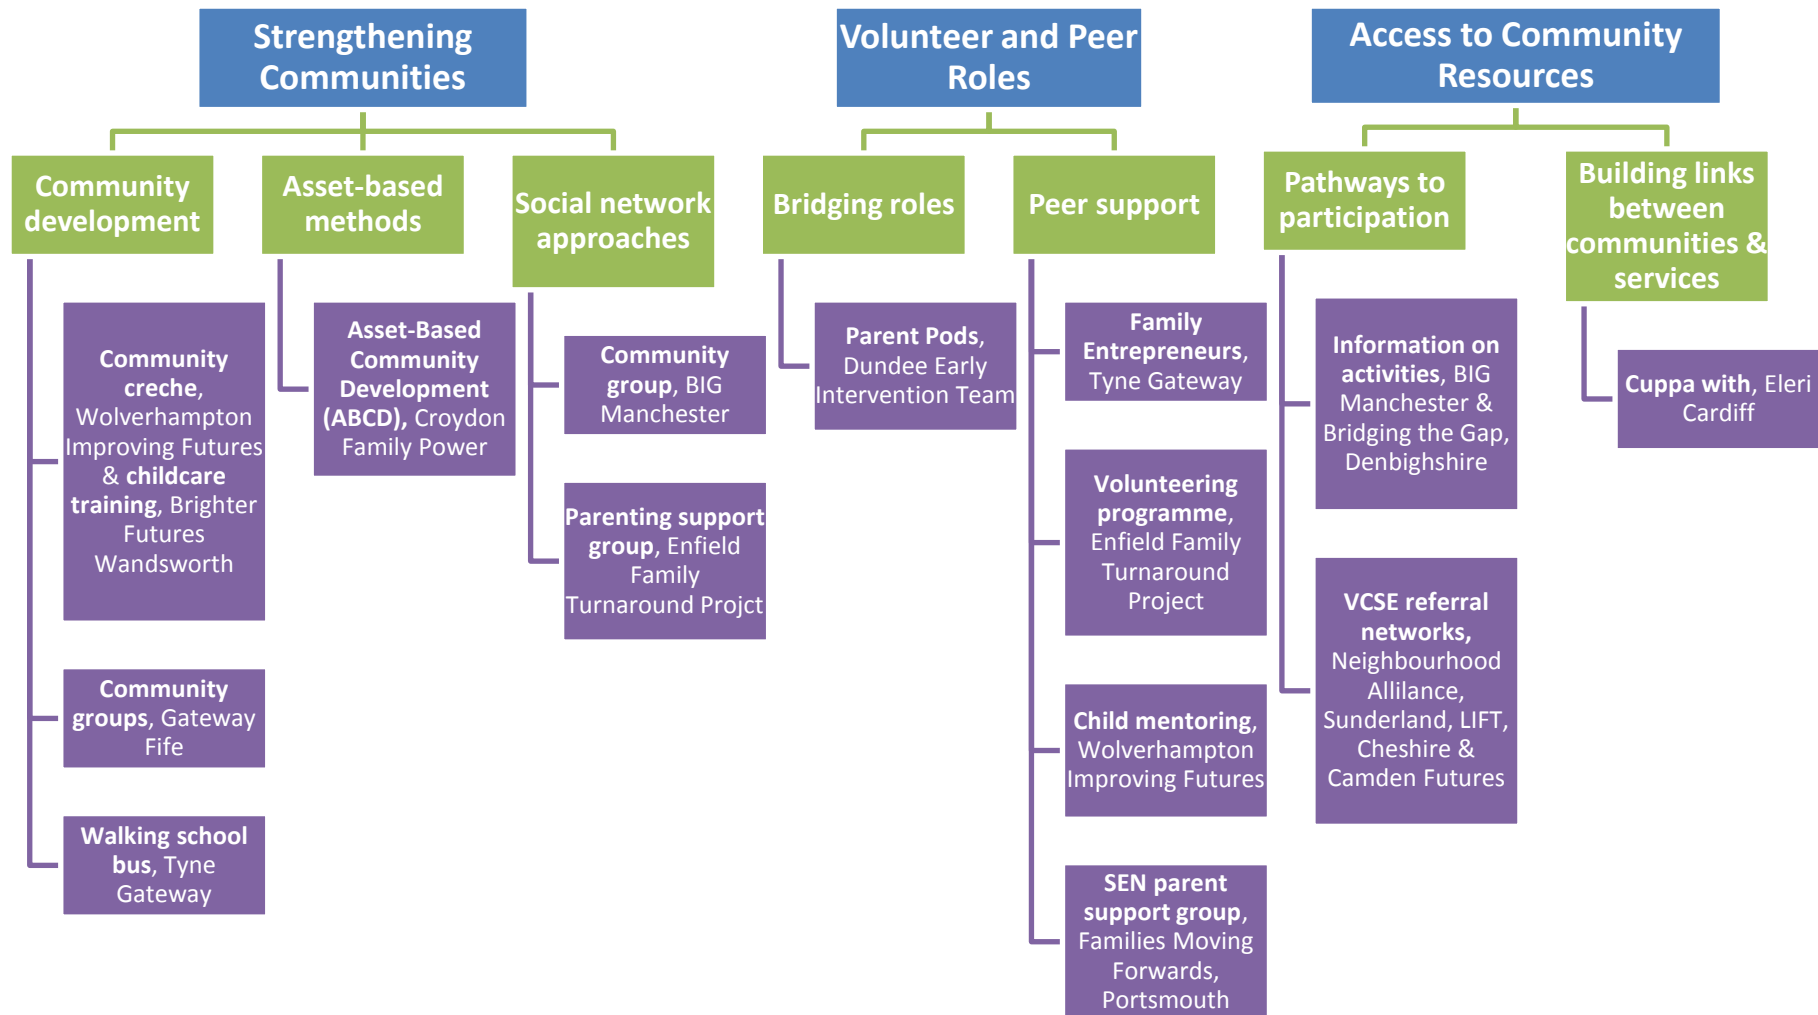 Strengthening
Communities
Community
development
Community
creche,
Wolverhampton
Improving Futures
& childcare
training, Brighter
Futures
Wandsworth
Community
groups, Gateway
Fife
Walking school
bus, Tyne
Gateway
Asset-based
methods
Asset-Based
Community
Development
(ABCD), Croydon
Family Power
Social network
approaches
Community
group, BIG
Manchester
Parenting support
group, Enfield
Family
Turnaround Projct
Volunteer and Peer
Roles
Bridging roles
Parent Pods,
Dundee Early
Intervention Team
Peer support
Family
Entrepreneurs,
Tyne Gateway
Volunteering
programme,
Enfield Family
Turnaround
Project
Child mentoring,
Wolverhampton
Improving Futures
SEN parent
support group,
Families Moving
Forwards,
Portsmouth
Access to Community
Resources
Pathways to
participation
Information on
activities, BIG
Manchester &
Bridging the Gap,
Denbighshire
VCSE referral
networks,
Neighbourhood
Allilance,
Sunderland, LIFT,
Cheshire &
Camden Futures
Building links
between
communities &
services
Cuppa with, Eleri
Cardiff